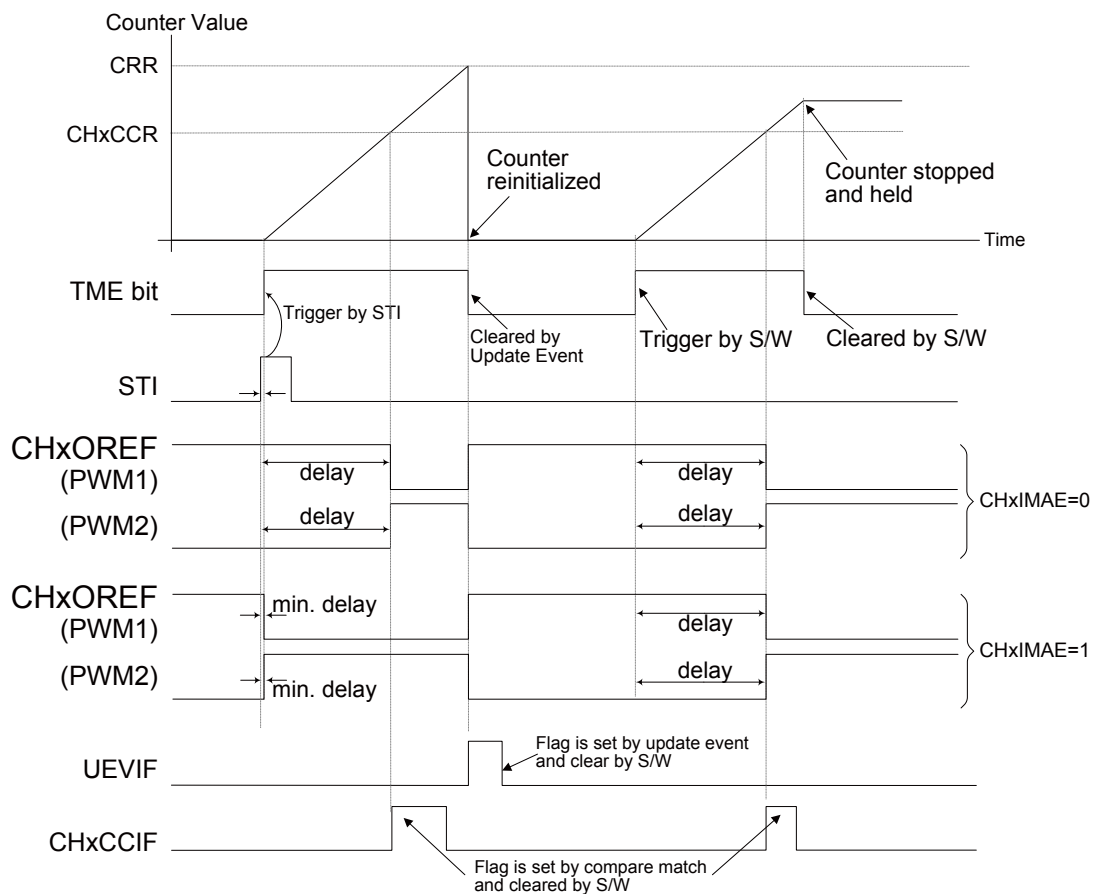 Counter Value
CRR
CHxCCR
Counter
reinitialized
Counter stopped
and held
Time
TME bit
Trigger by STI
Cleared by
Update Event
Trigger by S/W
Cleared by S/W
STI
CHxOREF
(PWM1)
delay
delay
(PWM2)
delay
delay
CHxIMAE=0
CHxOREF
(PWM1)
min. delay
delay
(PWM2)
min. delay
delay
CHxIMAE=1
UEVIF
Flag is set by update event
and clear by S/W
CHxCCIF
Flag is set by compare match
and cleared by S/W